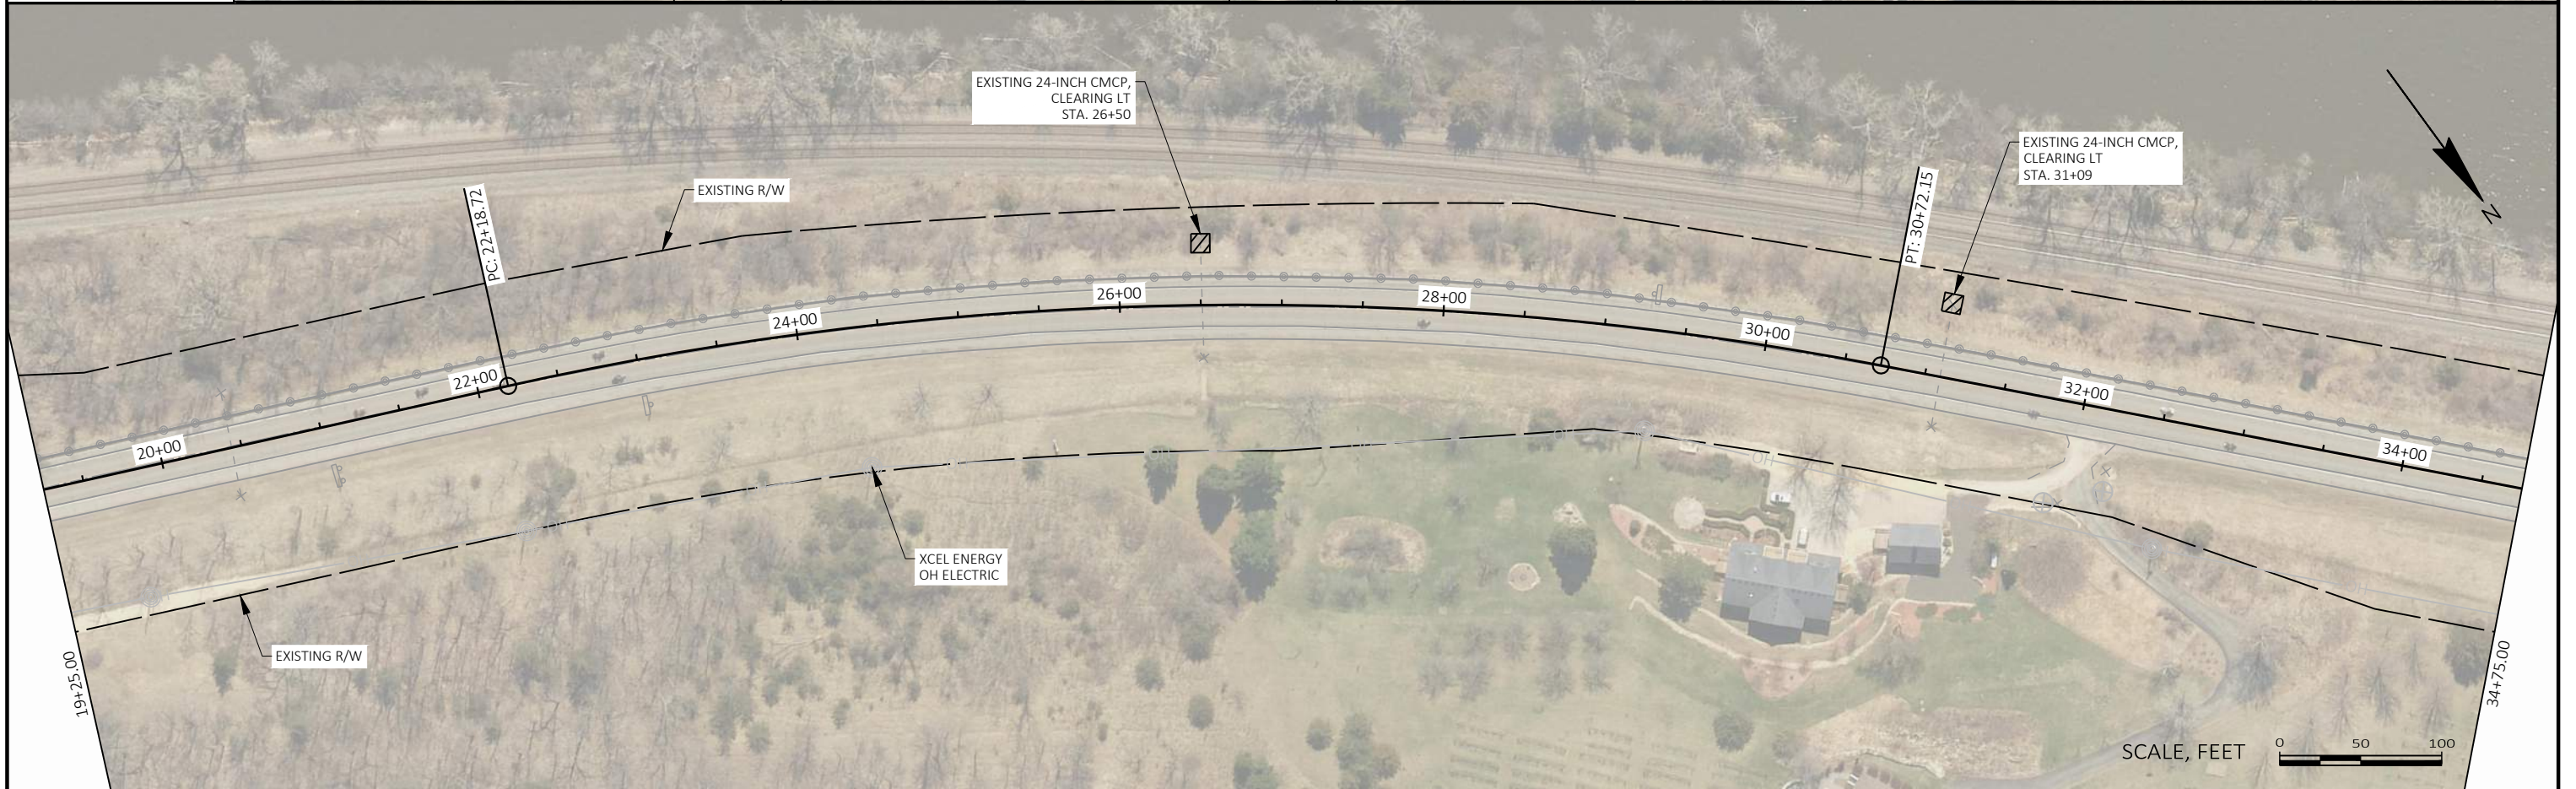 EXISTING 24-INCH CMCP,
CLEARING LT
STA. 26+50
EXISTING 24-INCH CMCP,
CLEARING LT
STA. 31+09
EXISTING R/W
PC: 22+18.72
PT: 30+72.15
N
20+00
22+00
24+00
26+00
28+00
30+00
32+00
34+00
XCEL ENERGY
OH ELECTRIC
EXISTING R/W
19+25.00
34+75.00
OH
SCALE, FEET
0 50 100